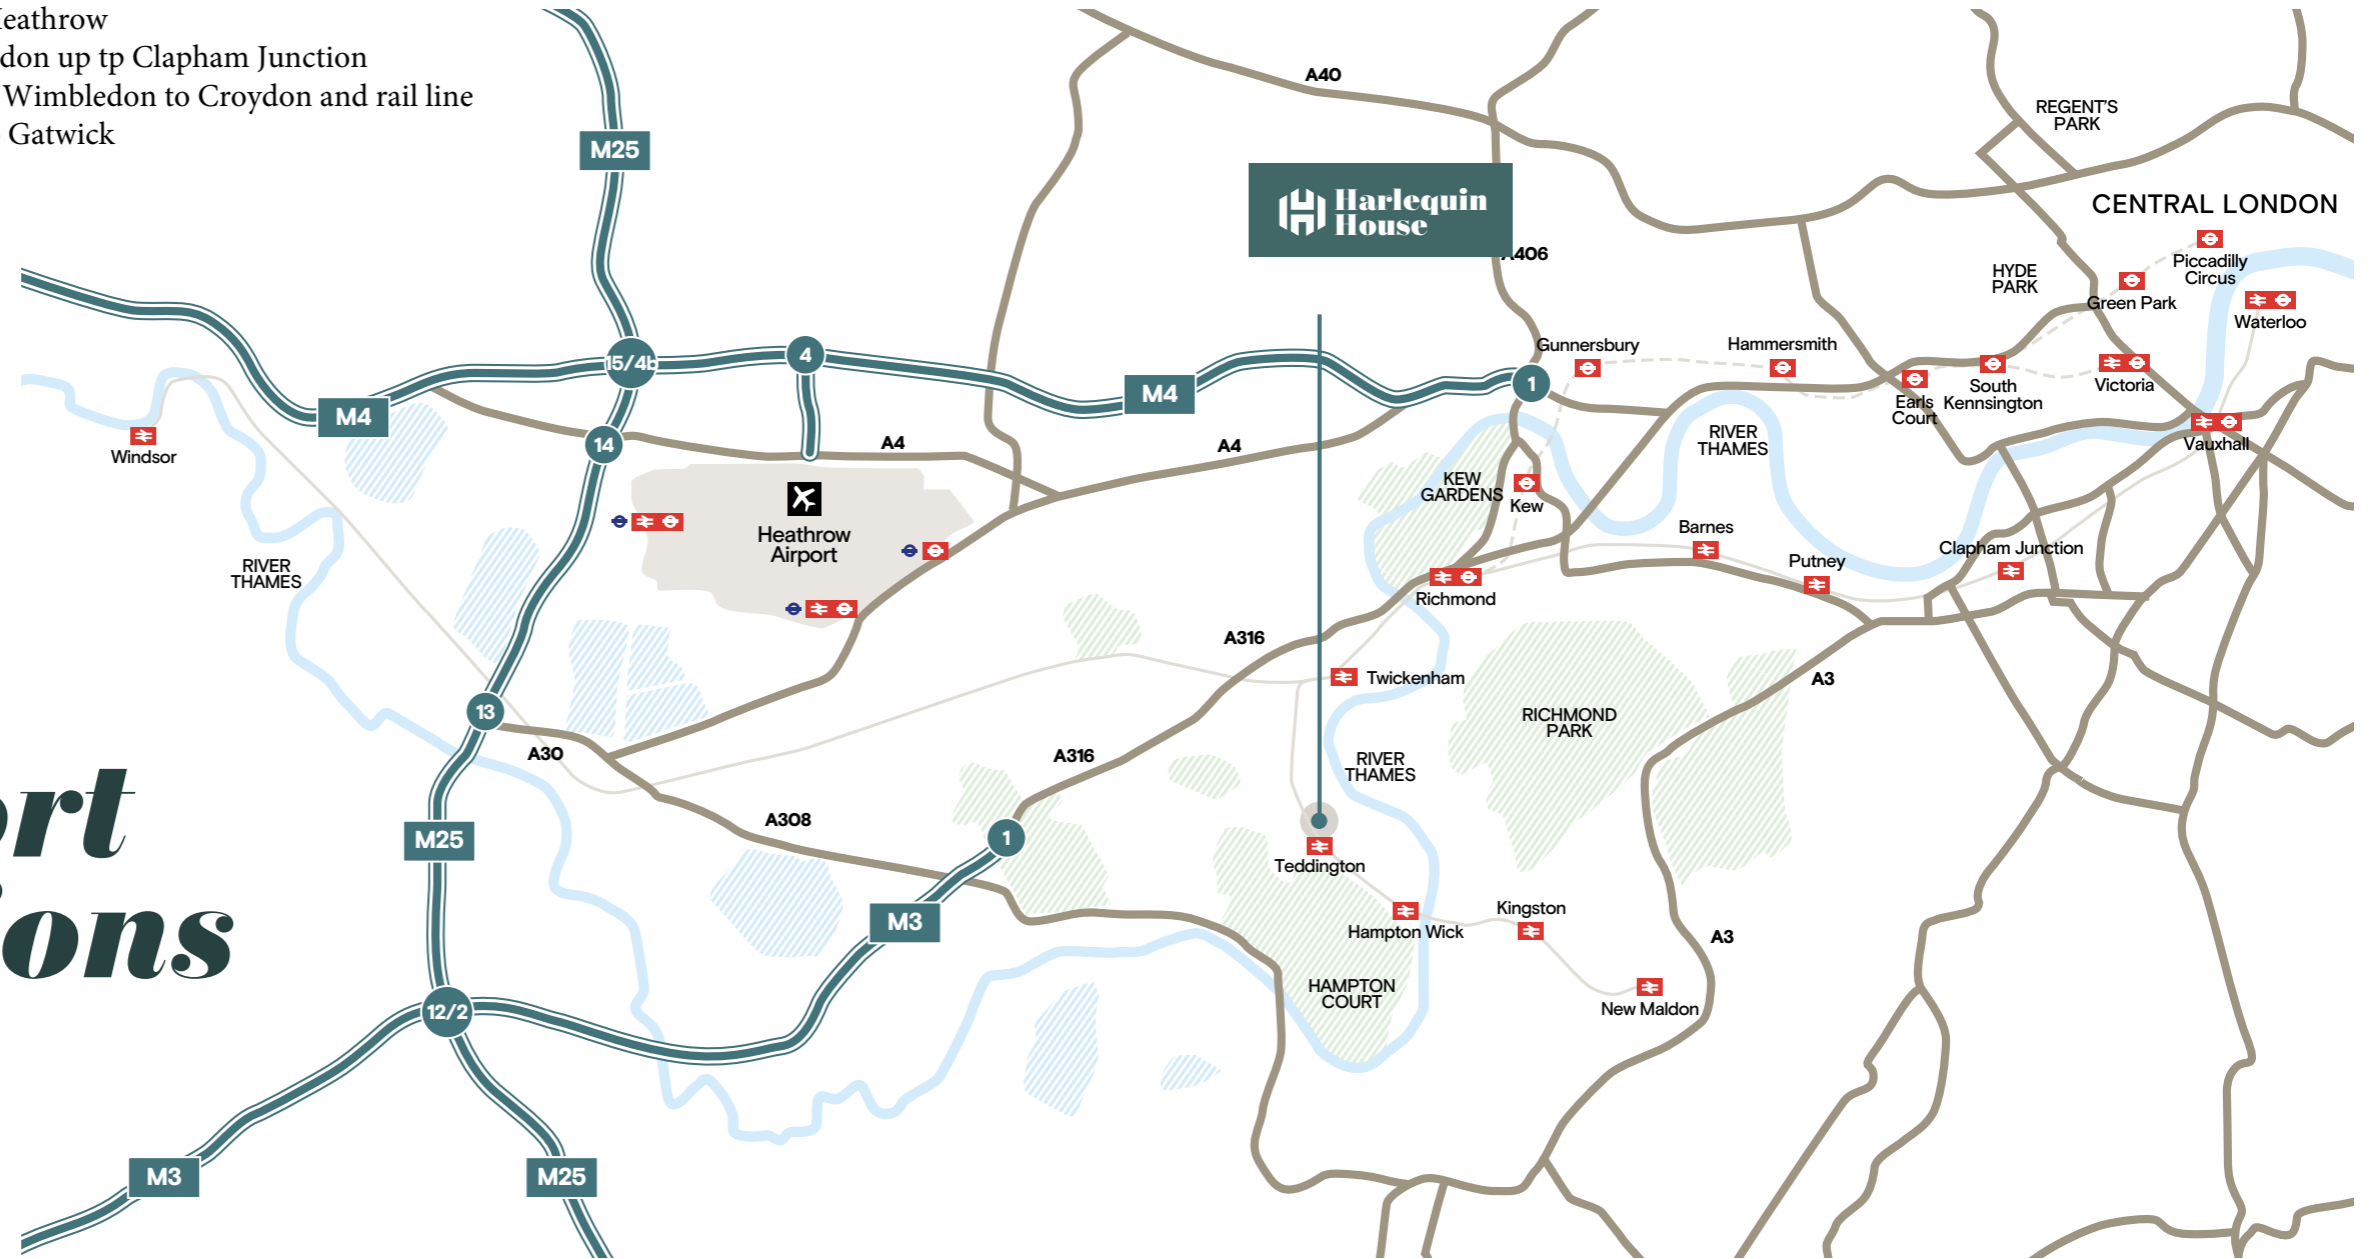 Heathrow
don up tp Clapham Junction
Wimbledon to Croydon and rail line
Gatwick
A40
REGENT'S
PARK
M25
CENTRAL LONDON
Harlequin
House
A406
Piccadilly
Circus
HYDE
PARK
Green Park
Waterloo
Gunnersbury
Hammersmith
15/4b
4
1
M4
M4
South
Kennsington
Victoria
Earls
Court
Windsor
14
A4
A4
RIVER
THAMES
Vauxhall
KEW
GARDENS
Kew
Heathrow
Airport
Barnes
Clapham Junction
Putney
RIVER
THAMES
Richmond
A316
Twickenham
A3
13
RICHMOND
PARK
A30
A316
RIVER
THAMES
A308
M25
1
Teddington
rt
ons
M3
Hampton Wick
Kingston
A3
HAMPTON
COURT
New Maldon
12/2
M3
M25